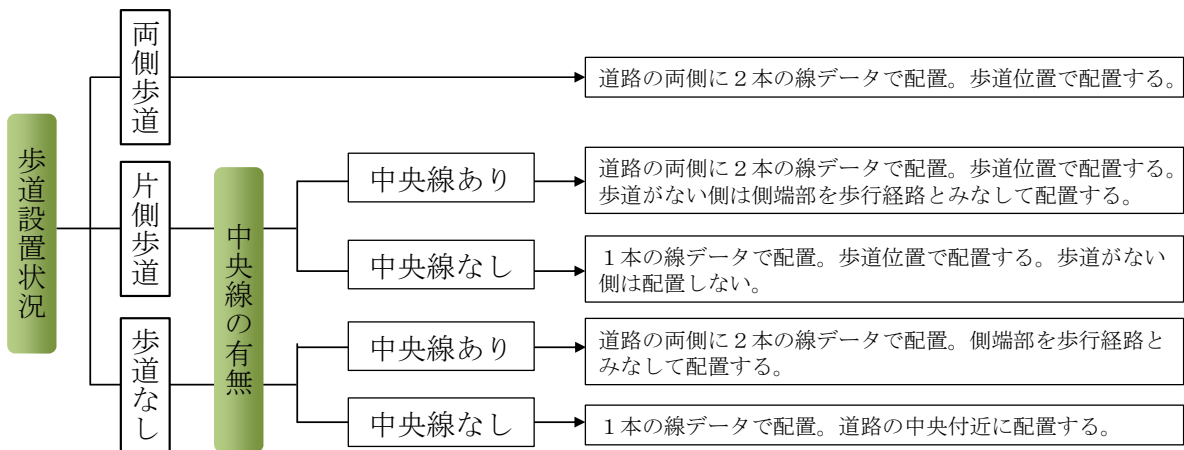 歩道設置状況
両側歩道
道路の両側に２本の線データで配置。歩道位置で配置する。
片側歩道
中央線の有無
中央線あり
道路の両側に２本の線データで配置。歩道位置で配置する。
歩道がない側は側端部を歩行経路とみなして配置する。
中央線なし
１本の線データで配置。歩道位置で配置する。歩道がない
側は配置しない。
歩道なし
中央線あり
道路の両側に２本の線データで配置。側端部を歩行経路と
みなして配置する。
中央線なし
１本の線データで配置。道路の中央付近に配置する。